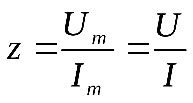 z = U_m / I_m = U / I